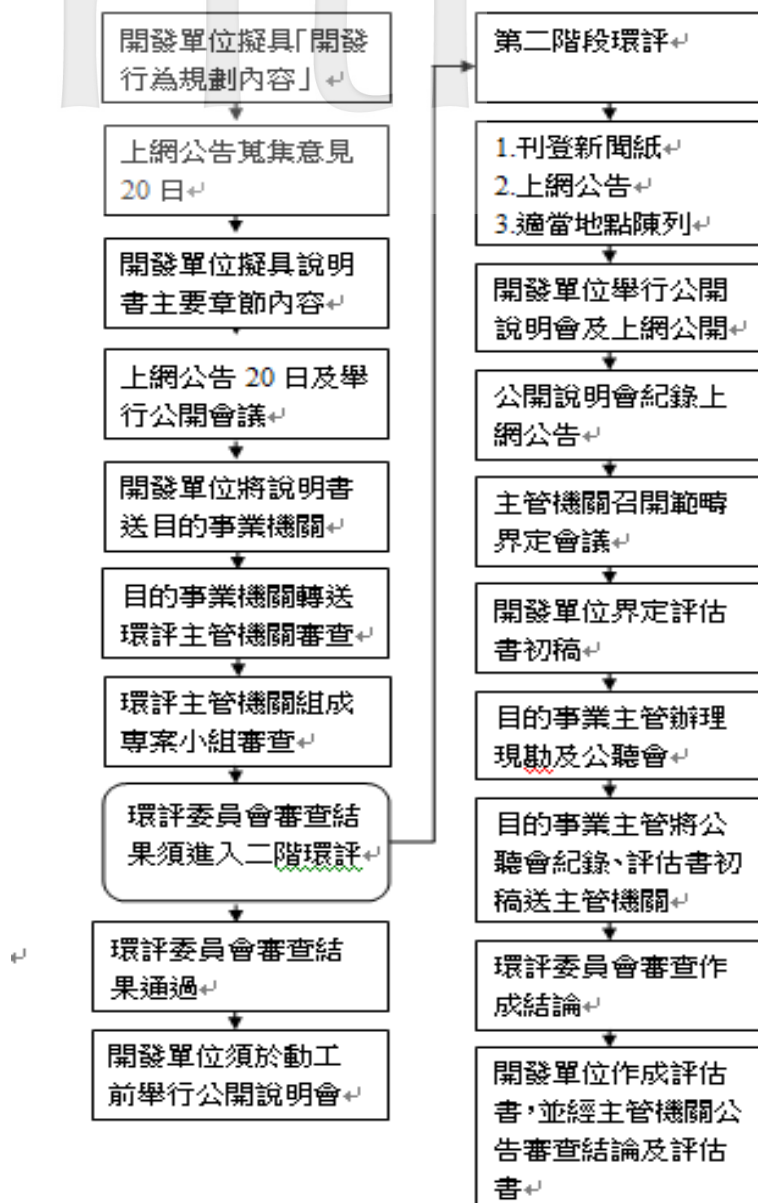 開發單位擬具「開發
行為規劃內容」
上網公告蒐集意見
20 日
開發單位擬具說明
書主要章節內容
上網公告 20 日及舉
行公開會議
開發單位將說明書
送目的事業機關
目的事業機關轉送
環評主管機關審查
環評主管機關組成
專案小組審查
環評委員會審查結
果須進入二階環評
環評委員會審查結
果通過
開發單位須於動工
前舉行公開說明會
第二階段環評
1.刊登新聞紙
2.上網公告
3.適當地點陳列
開發單位舉行公開
說明會及上網公開
公開說明會紀錄上
網公告
主管機關召開範疇
界定會議
開發單位界定評估
書初稿
目的事業主管辦理
現勘及公聽會
目的事業主管將公
聽會紀錄、評估書初
稿送主管機關
環評委員會審查作
成結論
開發單位作成評估
書，並經主管機關公
告審查結論及評估
書